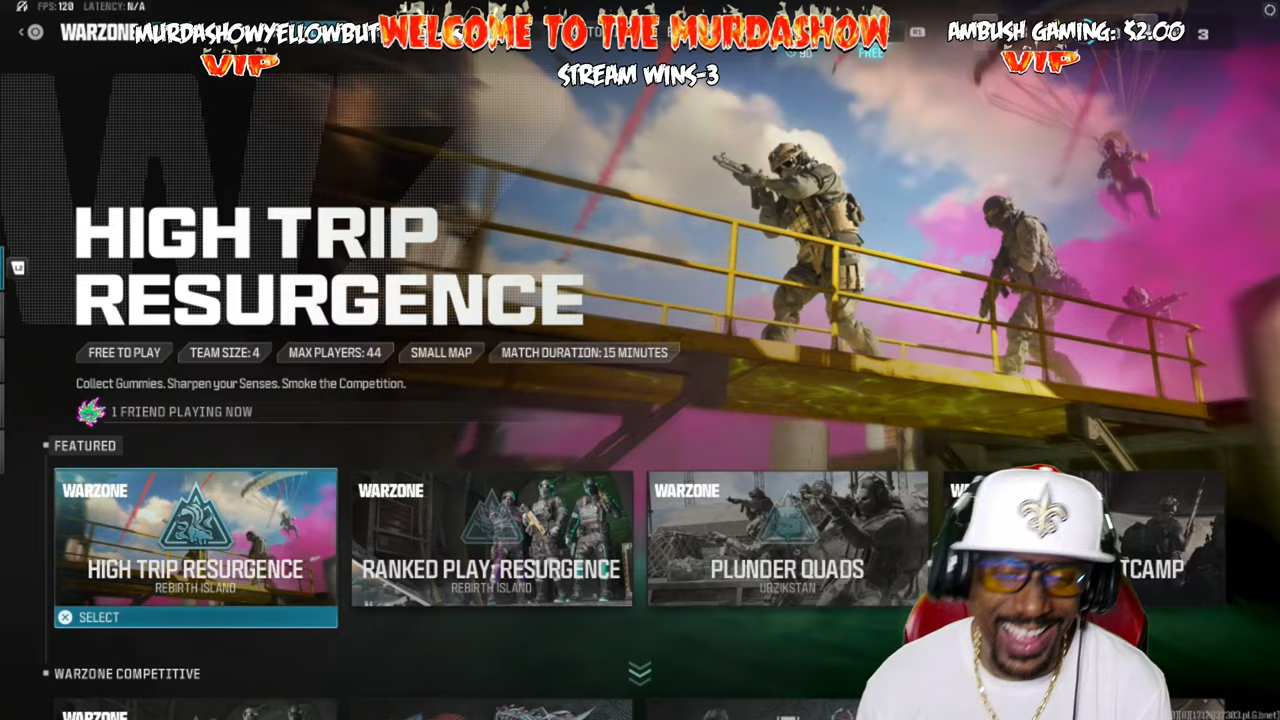 FPS:120 LATENCY:N/A
WARZONE
MURDASHOWYELLOWBUT
VIP
WELCOME TO THE MURDASHOW
STREAM WINS-3
AMBUSH GAMING: $2.00
VIP
3
90
FREE
HIGH TRIP
RESURGENCE
L2
FREE TO PLAY TEAM SIZE: 4 MAX PLAYERS: 44 SMALL MAP MATCH DURATION: 15 MINUTES
Collect Gummies. Sharpen your Senses. Smoke the Competition.
1 FRIEND PLAYING NOW
FEATURED
WARZONE
HIGH TRIP RESURGENCE
REBIRTH ISLAND
SELECT
WARZONE
RANKED PLAY: RESURGENCE
REBIRTH ISLAND
WARZONE
PLUNDER QUADS
URZIKSTAN
TCAMP
WARZONE COMPETITIVE
WARZONE